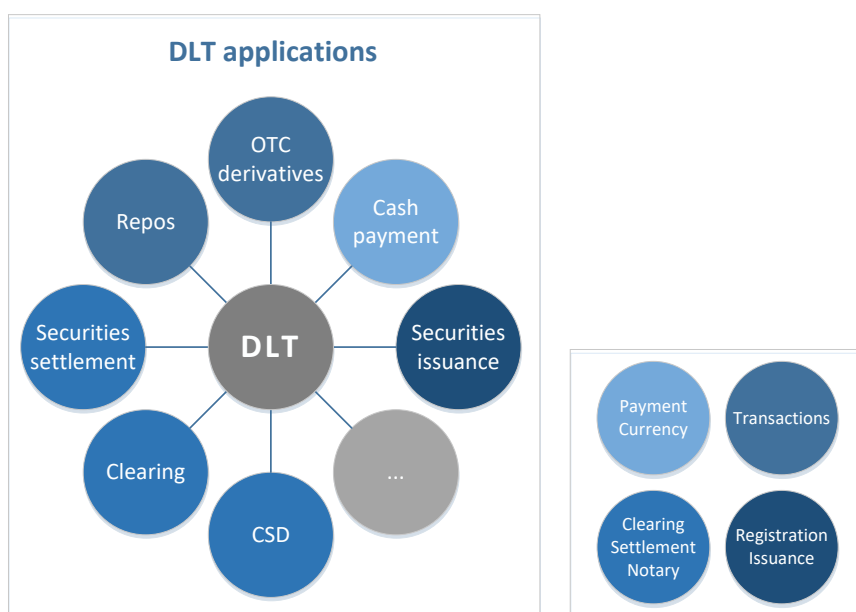 DLT applications
OTC
derivatives
Cash
payment
Repos
Securities
settlement
DLT
Securities
issuance
Clearing
...
CSD
Payment
Currency
Transactions
Clearing
Settlement
Notary
Registration
Issuance